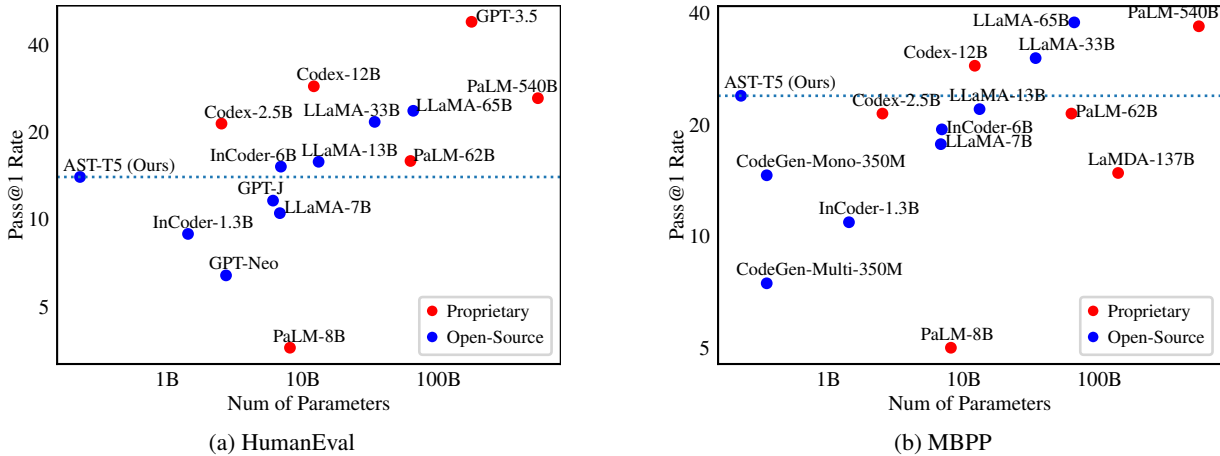 GPT-3.5
40
Codex-12B
PaLM-540B
LLaMA-33B
LLaMA-65B
Codex-2.5B
20
InCoder-6B
LLaMA-13B
PaLM-62B
AST-T5 (Ours)
GPT-J
LLaMA-7B
10
InCoder-1.3B
GPT-Neo
5
PaLM-8B
Proprietary
Open-Source
1B
10B
100B
Pass@1 Rate
Num of Parameters
(a) HumanEval
40
LLaMA-65B
PaLM-540B
LLaMA-33B
Codex-12B
AST-T5 (Ours)
LLaMA-13B
Codex-2.5B
PaLM-62B
20
InCoder-6B
LLaMA-7B
CodeGen-Mono-350M
LaMDA-137B
InCoder-1.3B
10
CodeGen-Multi-350M
PaLM-8B
5
Proprietary
Open-Source
1B
10B
100B
Pass@1 Rate
Num of Parameters
(b) MBPP